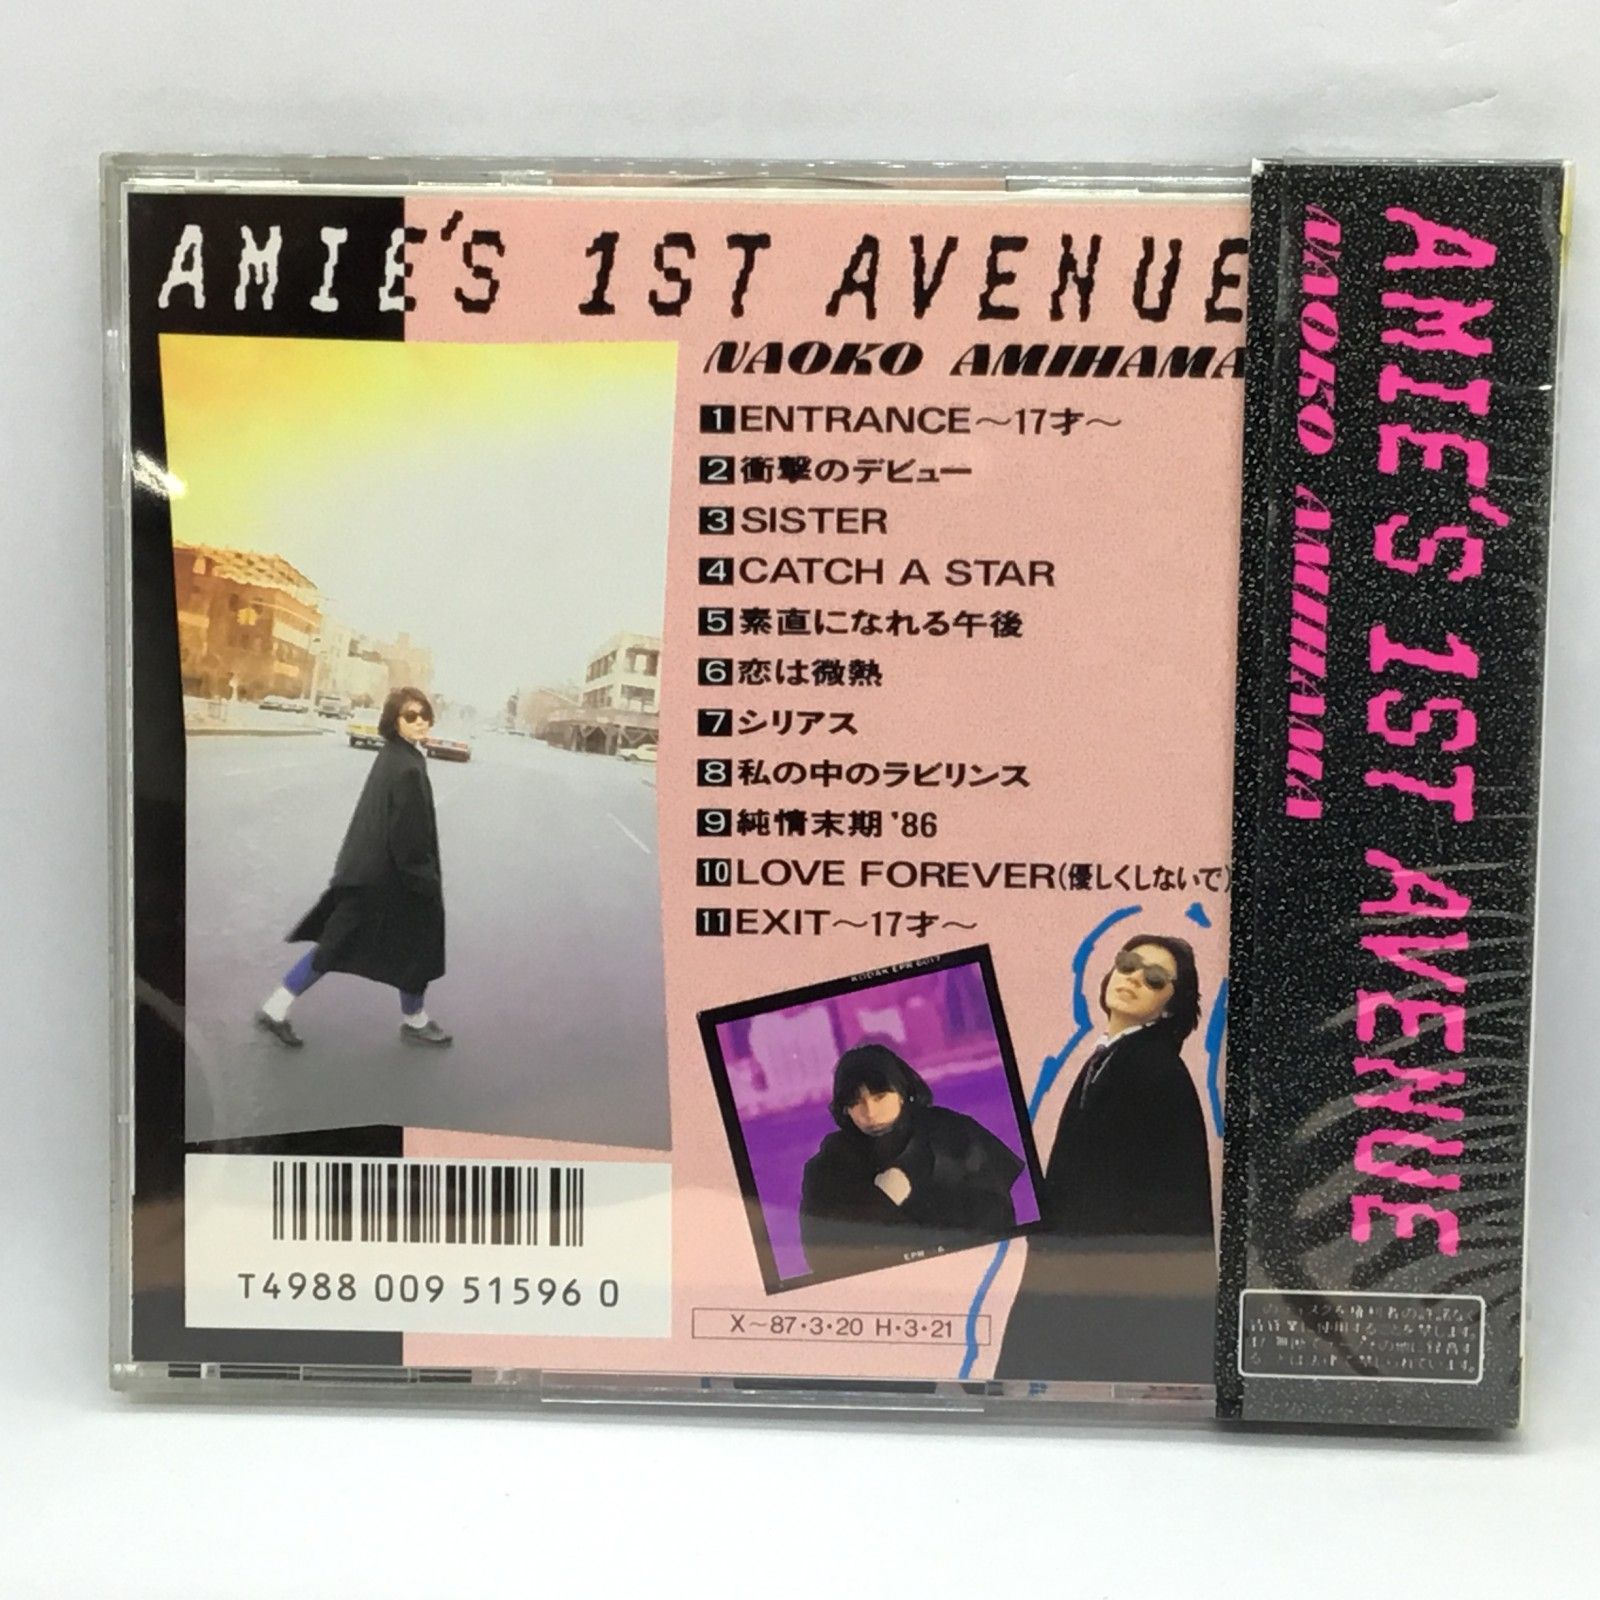 AMIE'S 1ST AVENUE
NAOKO AMIHAMA
1 ENTRANCE～17才～
2 衝撃のデビュー
3 SISTER
4 CATCH A STAR
5 素直になれる午後
6 恋は微熱
7 シリアス
8 私の中のラビリンス
9 純情末期'86
10 LOVE FOREVER(優しくしないで)
11 EXIT～17才～
KODAK EPR 6017
EPR
T4988 009 51596 0
X～87・3・20 H・3・21
AMIE'S 1ST AVENUE
NAOKO AMIHAMA